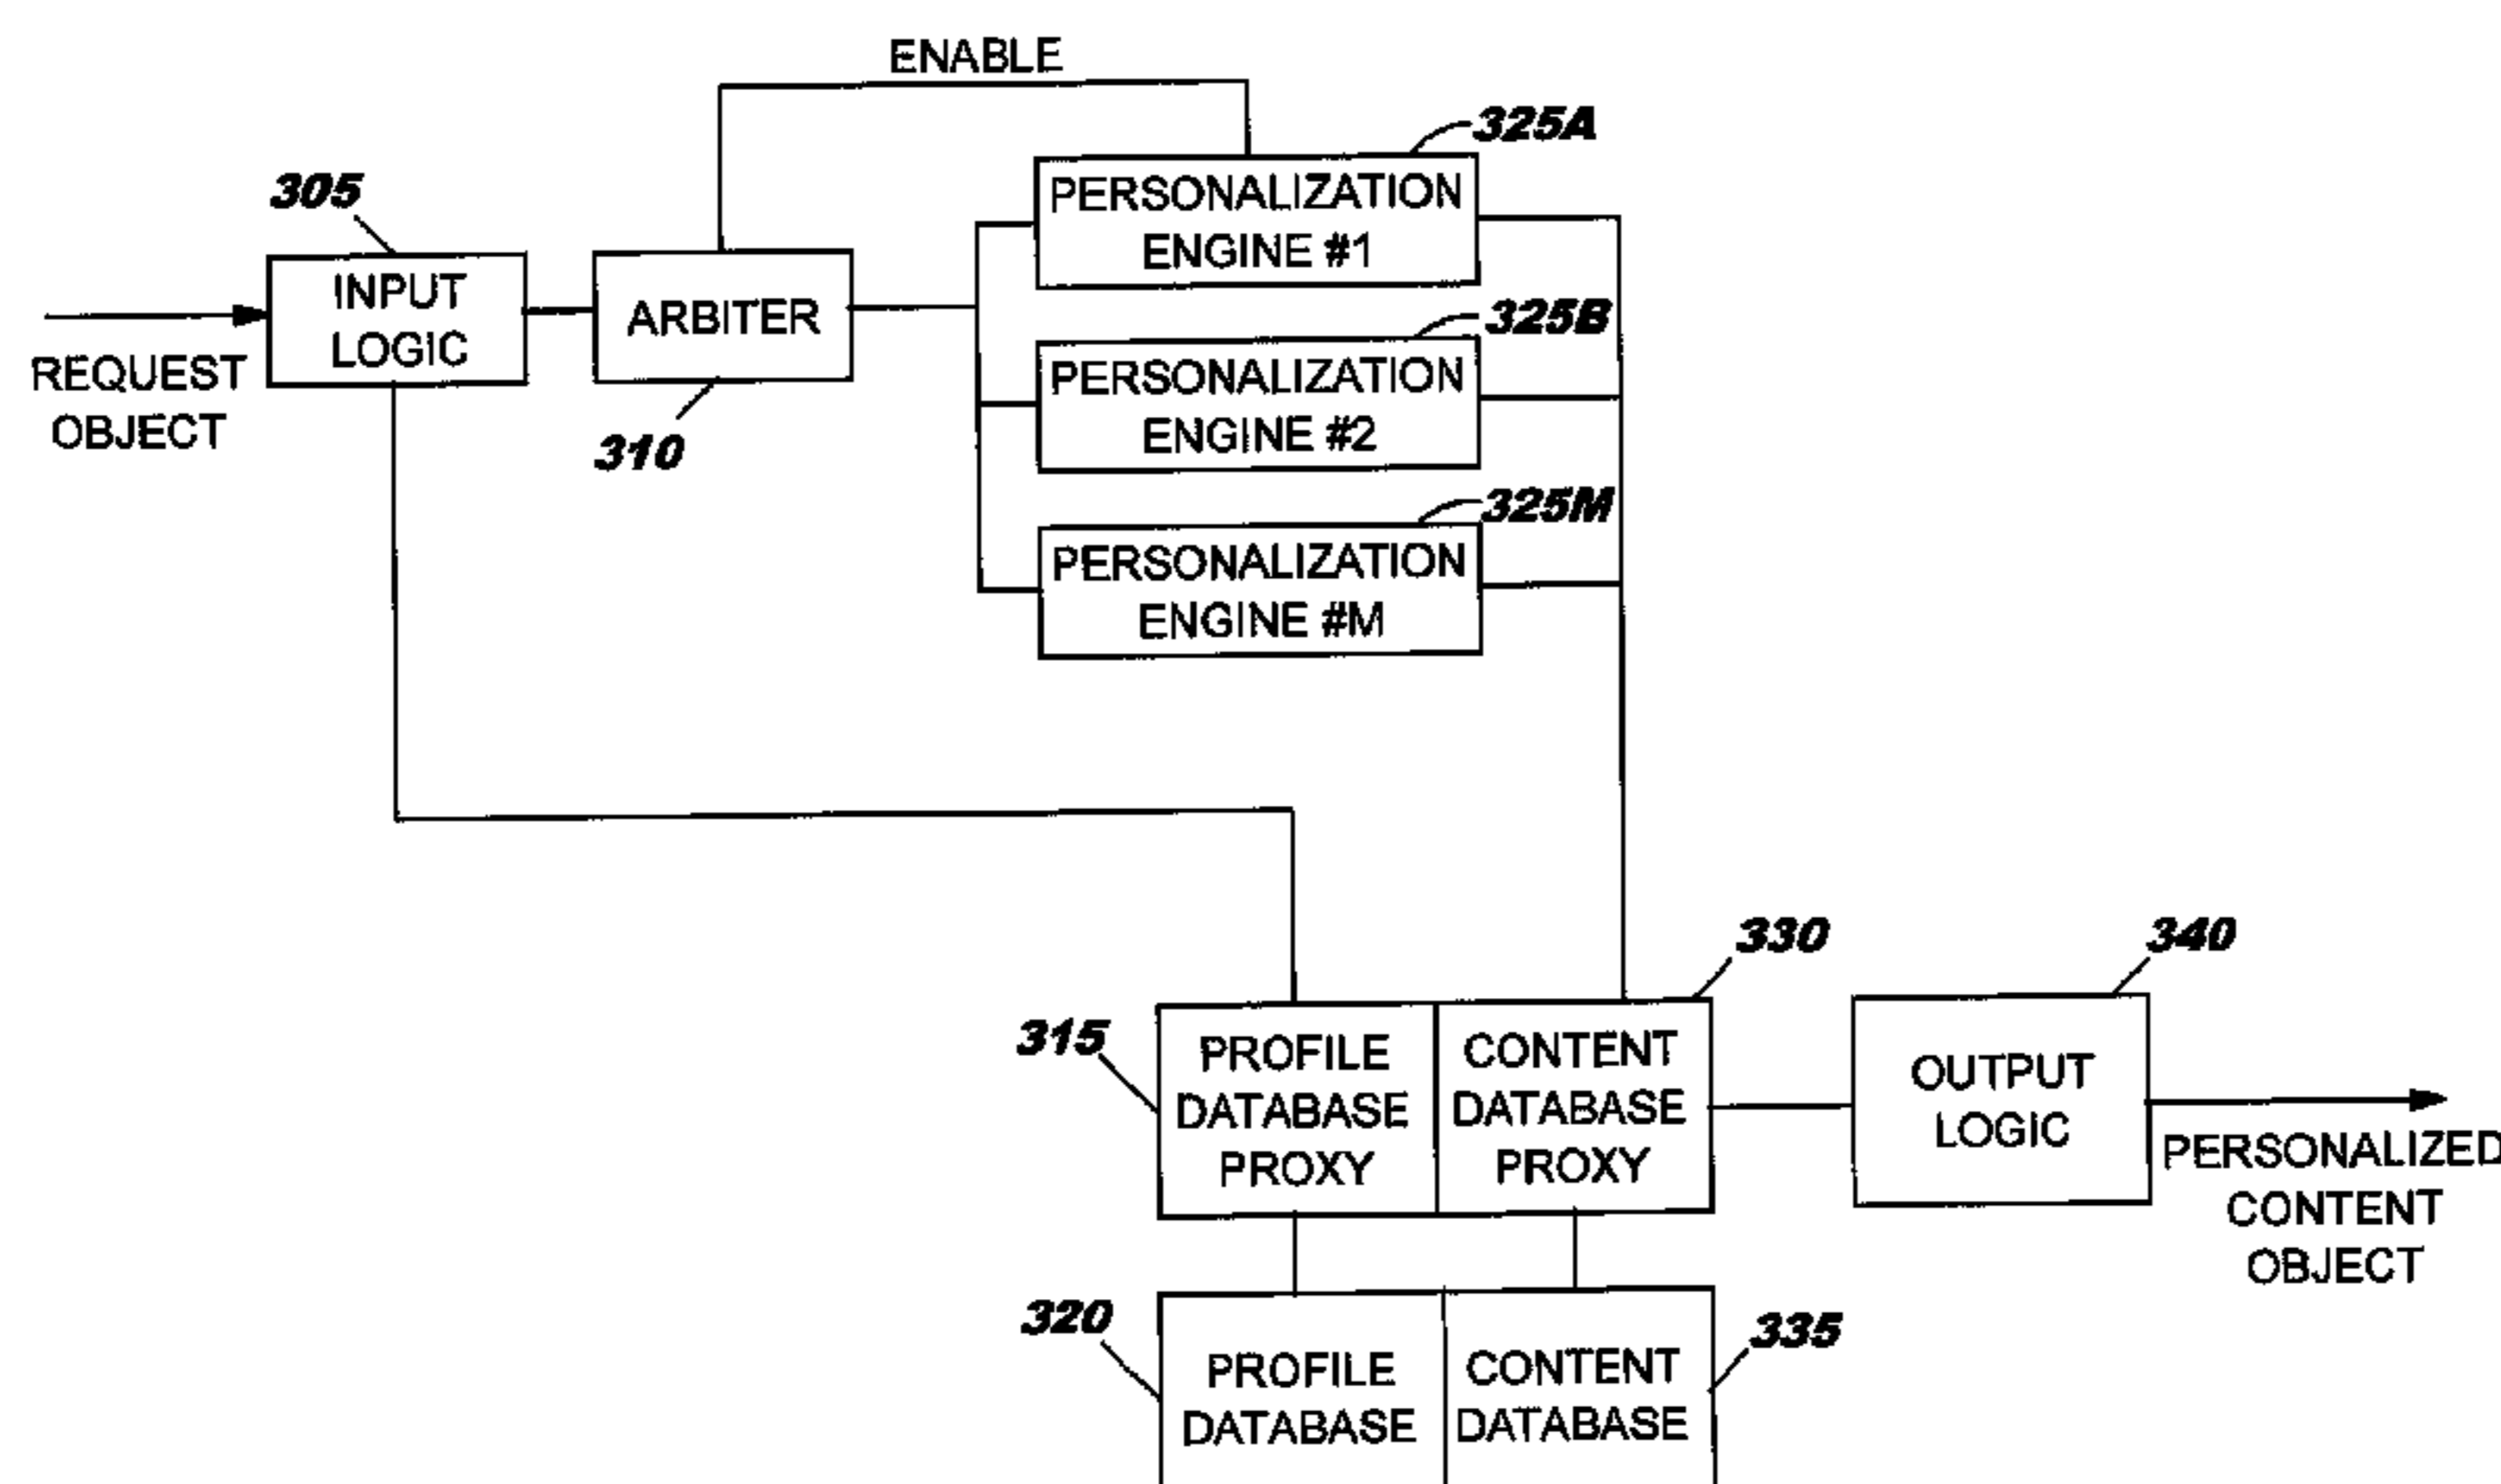 ENABLE
325A
PERSONALIZATION
ENGINE #1
305
INPUT
LOGIC
ARBITER
310
REQUEST
OBJECT
325B
PERSONALIZATION
ENGINE #2
325M
PERSONALIZATION
ENGINE #M
330
340
315
PROFILE
DATABASE
PROXY
CONTENT
DATABASE
PROXY
OUTPUT
LOGIC
PERSONALIZED
CONTENT
OBJECT
320
PROFILE
DATABASE
CONTENT
DATABASE
335